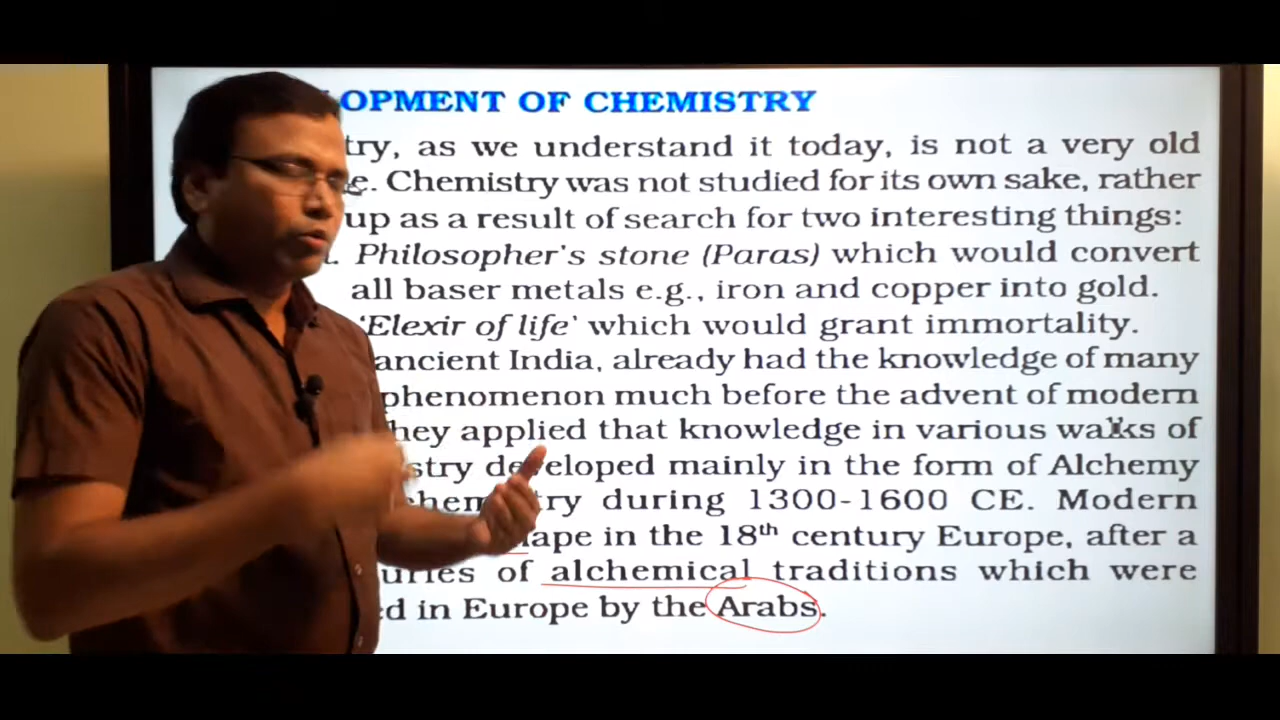 OPMENT OF CHEMISTRY
try, as we understand it today, is not a very old
e. Chemistry was not studied for its own sake, rather
up as a result of search for two interesting things:
. Philosopher's stone (Paras) which would convert
all baser metals e.g., iron and copper into gold.
'Elexir of life' which would grant immortality.
ancient India, already had the knowledge of many
phenomenon much before the advent of modern
hey applied that knowledge in various walks of
stry developed mainly in the form of Alchemy
chemistry during 1300-1600 CE. Modern
ape in the 18th century Europe, after a
uries of alchemical traditions which were
ed in Europe by the Arabs.